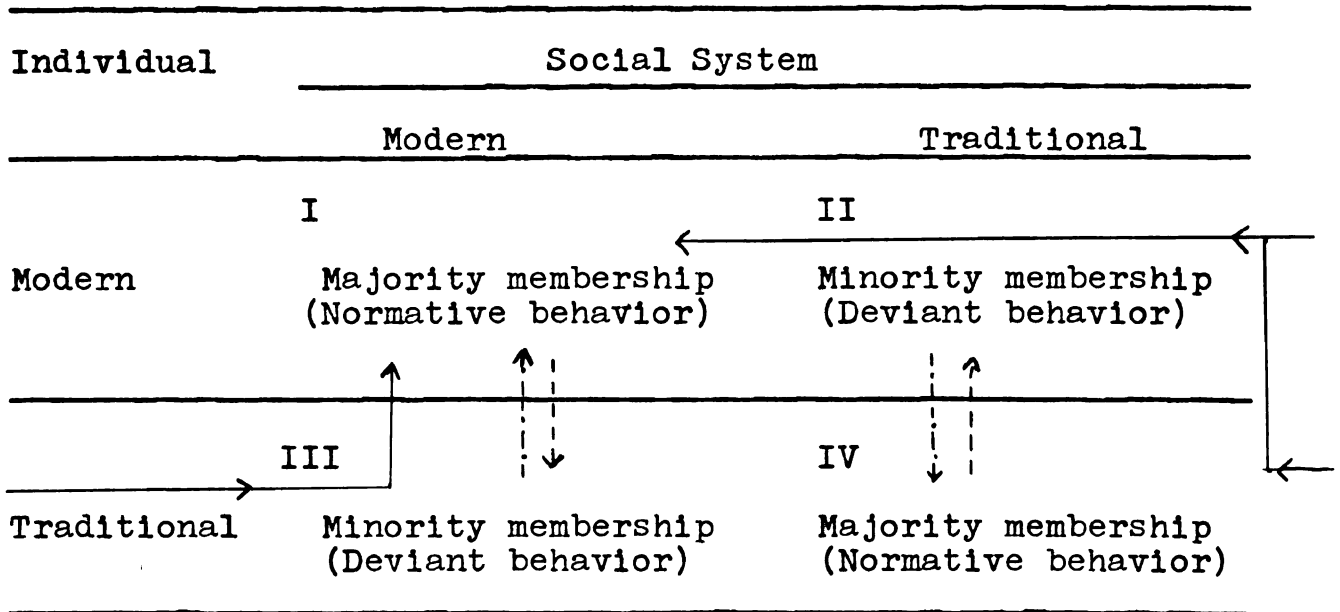 Individual Social System
Modern Traditional
I II
Modern Majority membership Minority membership
(Normative behavior) (Deviant behavior)
III IV
Traditional Minority membership Majority membership
(Deviant behavior) (Normative behavior)